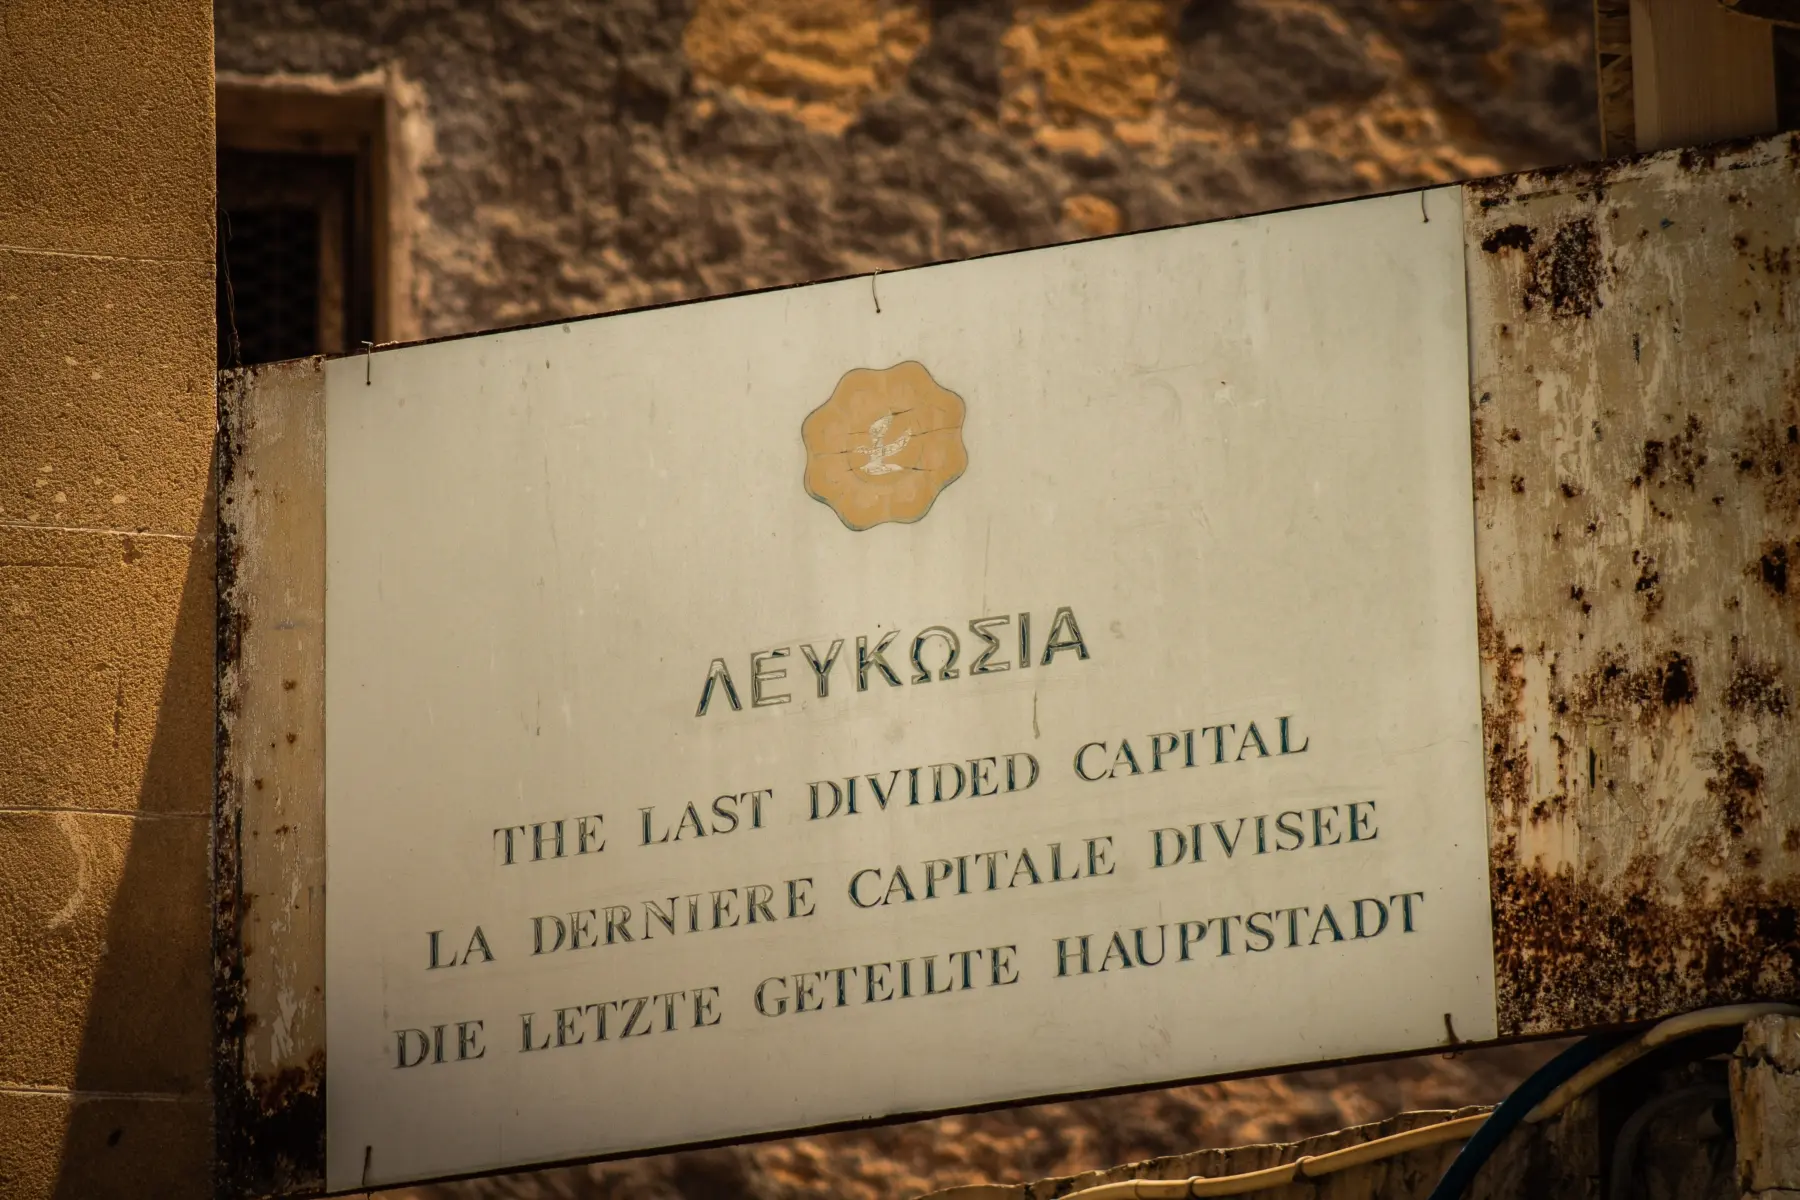 ΛΕΥΚΩΣΙΑ
THE LAST DIVIDED CAPITAL
LA DERNIERE CAPITALE DIVISEE
DIE LETZTE GETEILTE HAUPTSTADT